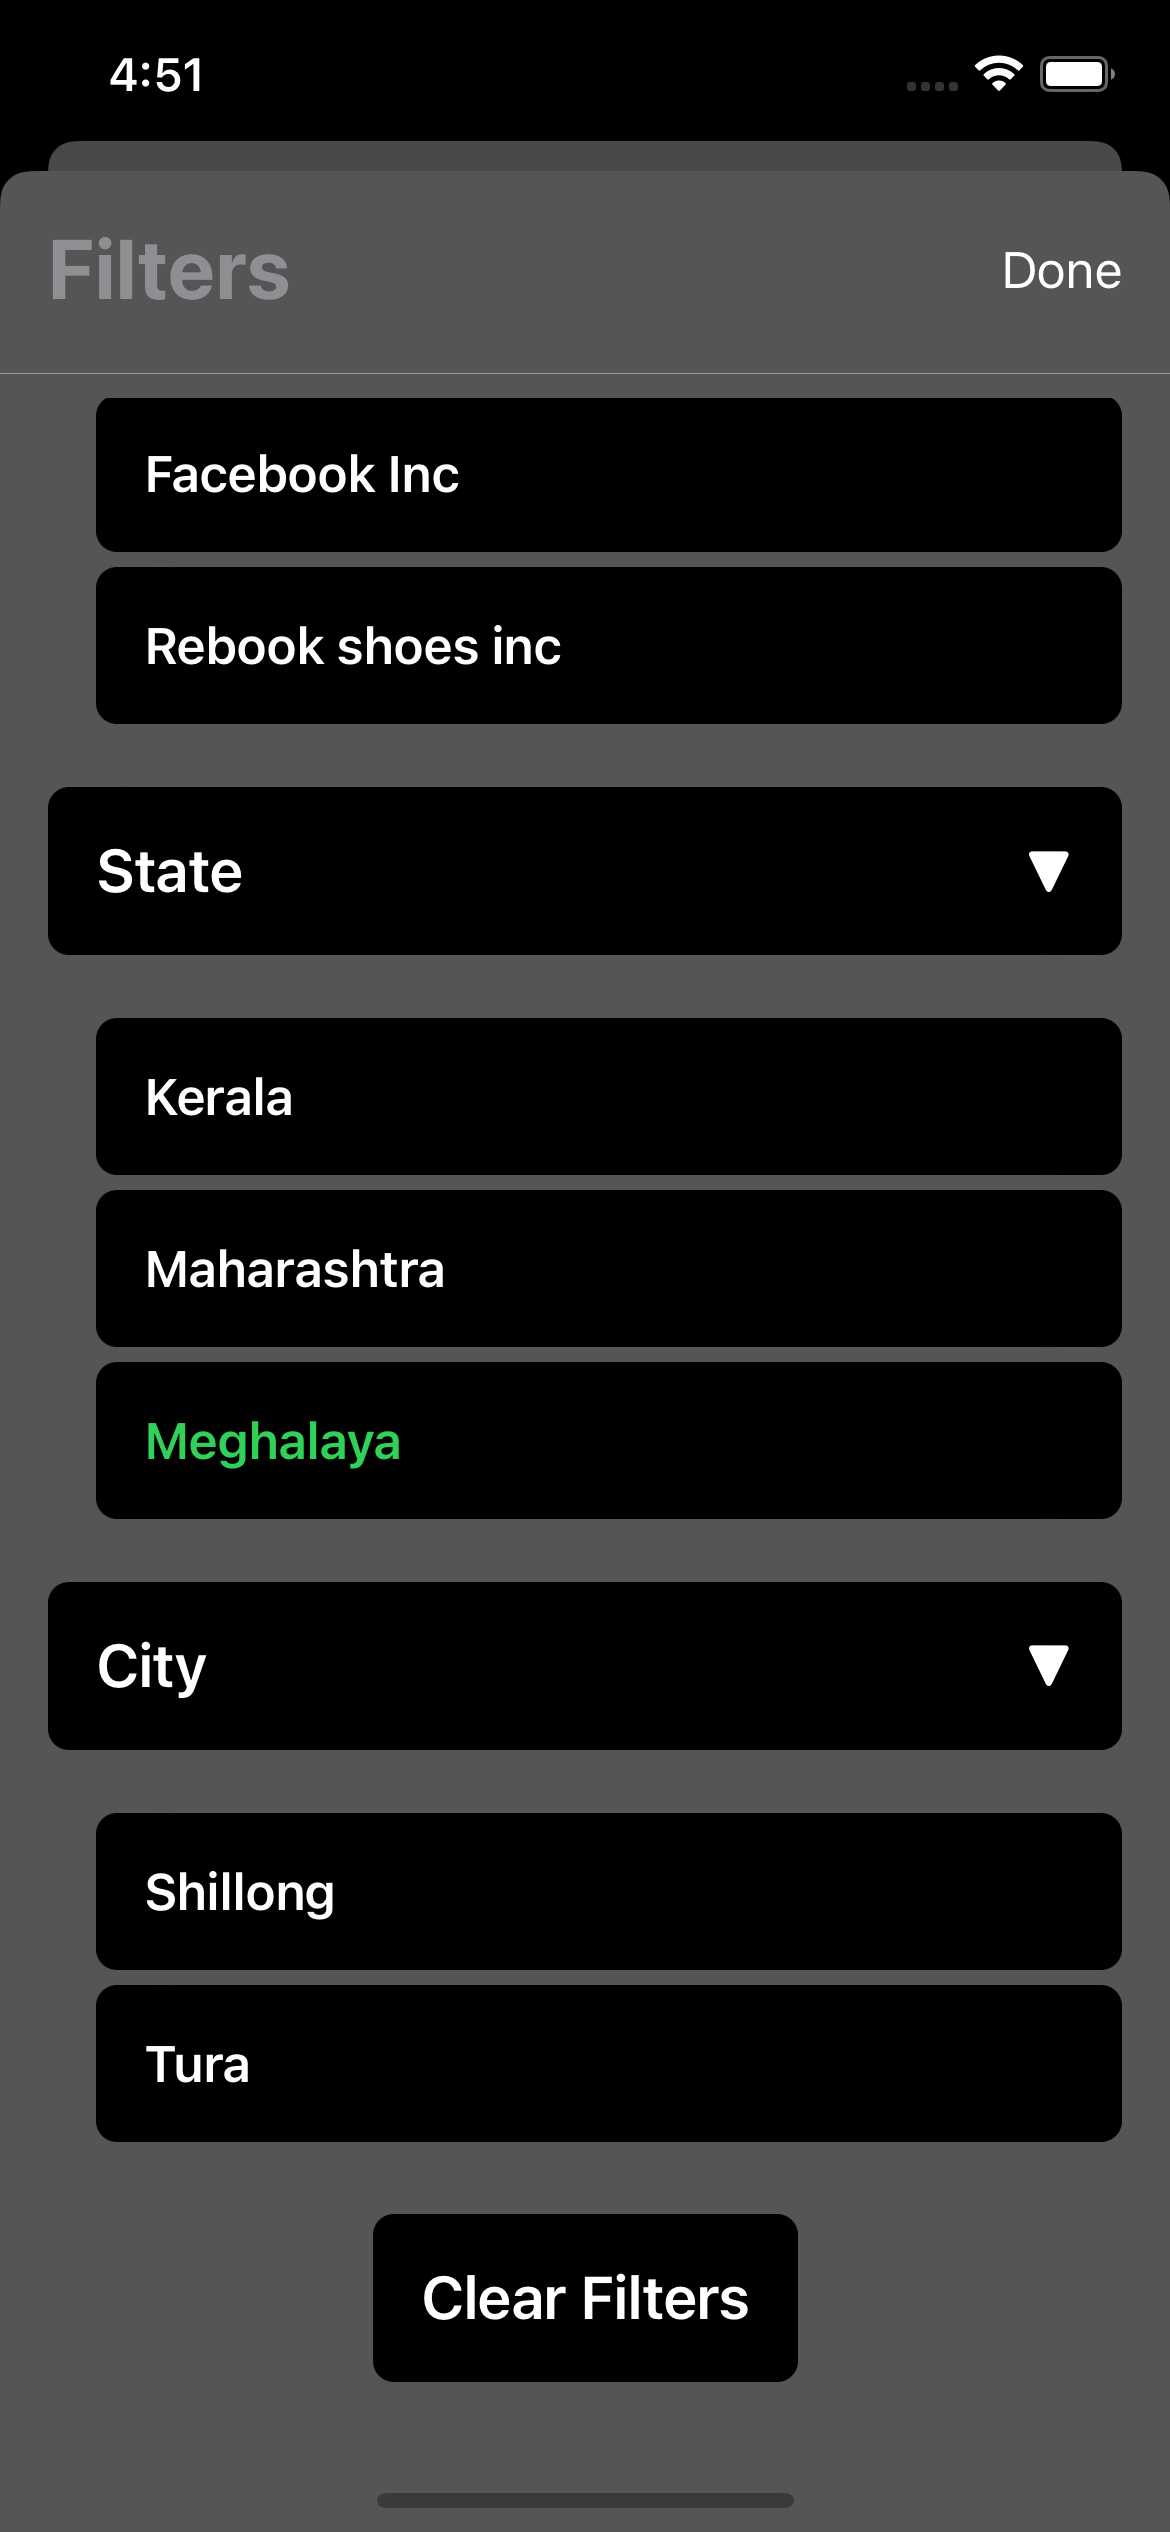 4:51
Filters
Done
Facebook Inc
Rebook shoes inc
State
Kerala
Maharashtra
Meghalaya
City
Shillong
Tura
Clear Filters